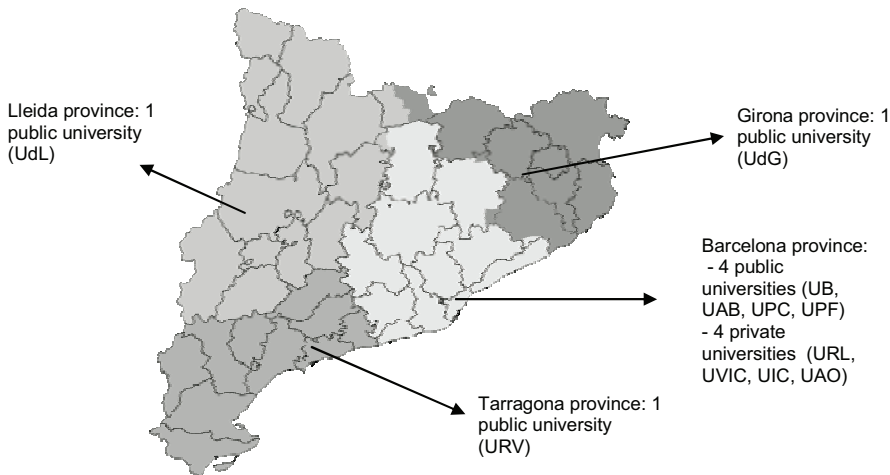 Lleida province: 1
public university
(UdL)
Girona province: 1
public university
(UdG)
Barcelona province:
- 4 public
universities (UB,
UAB, UPC, UPF)
- 4 private
universities (URL,
UVIC, UIC, UAO)
Tarragona province: 1
public university
(URV)